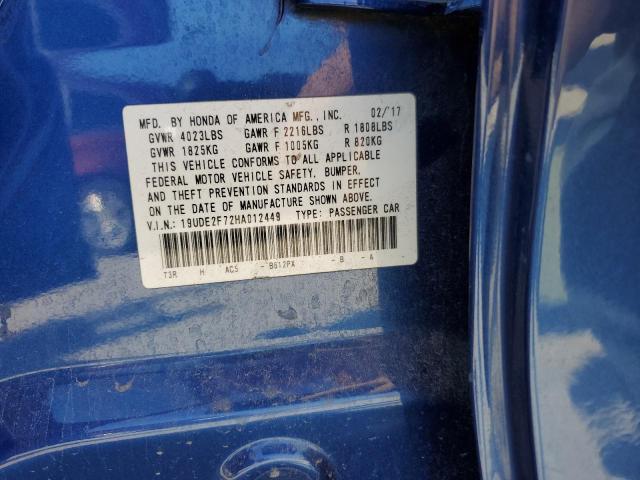 MFD. BY HONDA OF AMERICA MFG., INC. 02/17
GVWR 4023LBS GAWR F 2216LBS R 1808LBS
GVWR 1825KG GAWR F 1005KG R 820KG
THIS VEHICLE CONFORMS TO ALL APPLICABLE
FEDERAL MOTOR VEHICLE SAFETY, BUMPER,
AND THEFT PREVENTION STANDARDS IN EFFECT
ON THE DATE OF MANUFACTURE SHOWN ABOVE.
V.I.N.: 19UDE2F72HA012449 TYPE: PASSENGER CAR
T3R H AC5 - B612PX - B - A